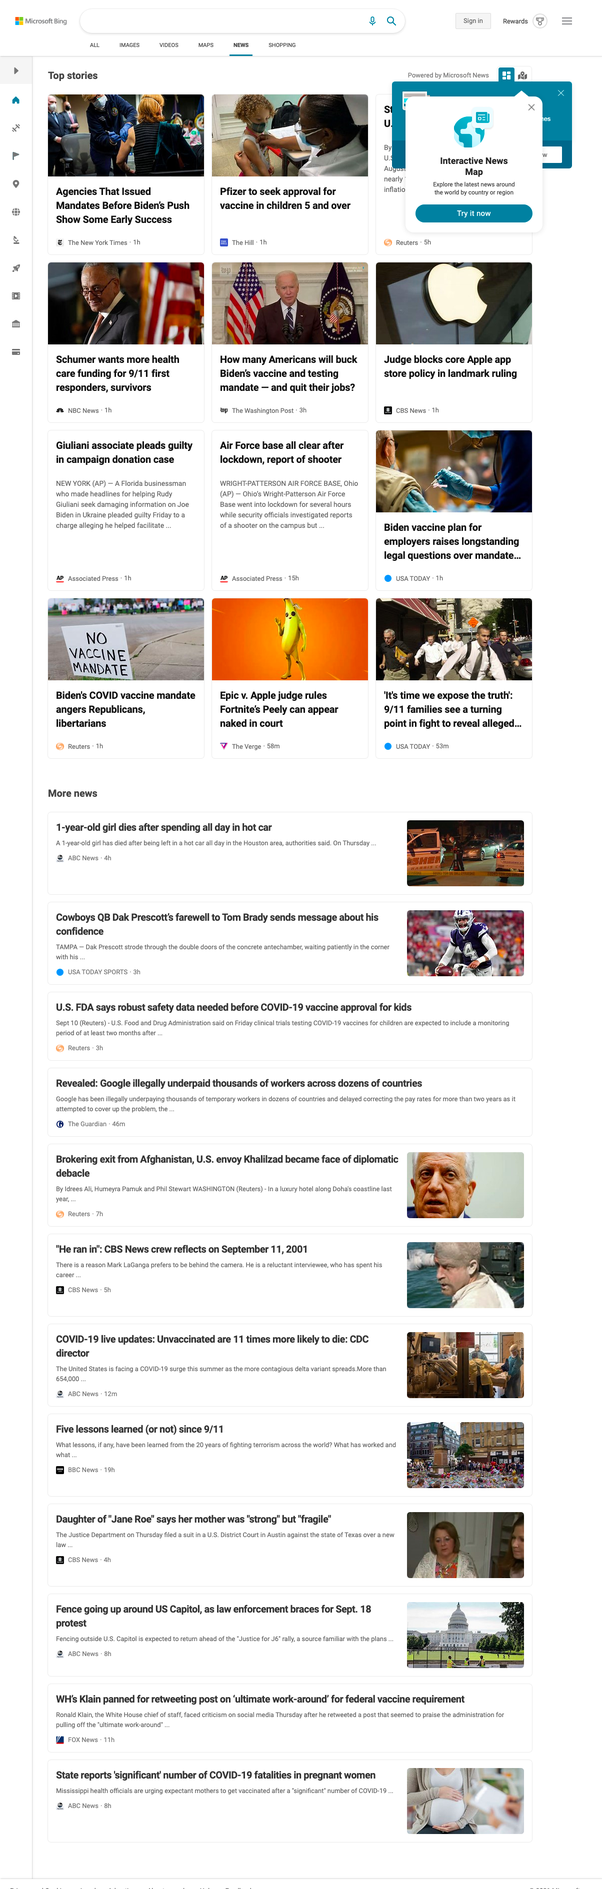 Microsoft Bing
Sign in
Rewards
ALL
IMAGES
VIDEOS
MAPS
NEWS
SHOPPING
Top stories
Powered by Microsoft News
Interactive News
Map
Explore the latest news around
the world by country or region
Try it now
Agencies That Issued
Mandates Before Biden's Push
Show Some Early Success
The New York Times · 1h
Pfizer to seek approval for
vaccine in children 5 and over
The Hill · 1h
Reuters · 5h
Schumer wants more health
care funding for 9/11 first
responders, survivors
NBC News · 1h
How many Americans will buck
Biden's vaccine and testing
mandate — and quit their jobs?
The Washington Post · 3h
Judge blocks core Apple app
store policy in landmark ruling
CBS News · 1h
Giuliani associate pleads guilty
in campaign donation case
NEW YORK (AP) — A Florida businessman
who made headlines for helping Rudy
Giuliani seek damaging information on Joe
Biden in Ukraine pleaded guilty Friday to a
charge alleging he helped facilitate ...
AP Associated Press · 1h
Air Force base all clear after
lockdown, report of shooter
WRIGHT-PATTERSON AIR FORCE BASE, Ohio
(AP) — Ohio's Wright-Patterson Air Force
Base went into lockdown for several hours
while security officials investigated reports
of a shooter on the campus but ...
AP Associated Press · 15h
Biden vaccine plan for
employers raises longstanding
legal questions over mandate...
USA TODAY · 1h
NO
VACCINE
MANDATE
Biden's COVID vaccine mandate
angers Republicans,
libertarians
Reuters · 1h
Epic v. Apple judge rules
Fortnite's Peely can appear
naked in court
The Verge · 58m
'It's time we expose the truth':
9/11 families see a turning
point in fight to reveal alleged...
USA TODAY · 53m
More news
1-year-old girl dies after spending all day in hot car
A 1-year-old girl has died after being left in a hot car all day in the Houston area, authorities said. On Thursday ...
ABC News · 4h
Cowboys QB Dak Prescott's farewell to Tom Brady sends message about his
confidence
TAMPA — Dak Prescott strode through the double doors of the concrete antechamber, waiting patiently in the corner
with his ...
USA TODAY SPORTS · 3h
U.S. FDA says robust safety data needed before COVID-19 vaccine approval for kids
Sept 10 (Reuters) - U.S. Food and Drug Administration said on Friday clinical trials testing COVID-19 vaccines for children are expected to include a monitoring
period of at least two months after ...
Reuters · 3h
Revealed: Google illegally underpaid thousands of workers across dozens of countries
Google has been illegally underpaying thousands of temporary workers in dozens of countries and delayed correcting the pay rates for more than two years as it
attempted to cover up the problem, the ...
The Guardian · 46m
Brokering exit from Afghanistan, U.S. envoy Khalilzad became face of diplomatic
debacle
By Idrees Ali, Humeyra Pamuk and Phil Stewart WASHINGTON (Reuters) - In a luxury hotel along Doha's coastline last
year, ...
Reuters · 7h
"He ran in": CBS News crew reflects on September 11, 2001
There is a reason Mark LaGanga prefers to be behind the camera. He is a reluctant interviewee, who has spent his
career ...
CBS News · 5h
COVID-19 live updates: Unvaccinated are 11 times more likely to die: CDC
director
The United States is facing a COVID-19 surge this summer as the more contagious delta variant spreads.More than
654,000 ...
ABC News · 12m
Five lessons learned (or not) since 9/11
What lessons, if any, have been learned from the 20 years of fighting terrorism across the world? What has worked and
what ...
BBC News · 19h
Daughter of "Jane Roe" says her mother was "strong" but "fragile"
The Justice Department on Thursday filed a suit in a U.S. District Court in Austin against the state of Texas over a new
law ...
CBS News · 4h
Fence going up around US Capitol, as law enforcement braces for Sept. 18
protest
Fencing outside U.S. Capitol is expected to return ahead of the "Justice for J6" rally, a source familiar with the plans ...
ABC News · 8h
WH's Klain panned for retweeting post on 'ultimate work-around' for federal vaccine requirement
Ronald Klain, the White House chief of staff, faced criticism on social media Thursday after he retweeted a post that seemed to praise the administration for
pulling off the "ultimate work-around" ...
FOX News · 11h
State reports 'significant' number of COVID-19 fatalities in pregnant women
Mississippi health officials are urging expectant mothers to get vaccinated after a "significant" number of COVID-19 ...
ABC News · 8h